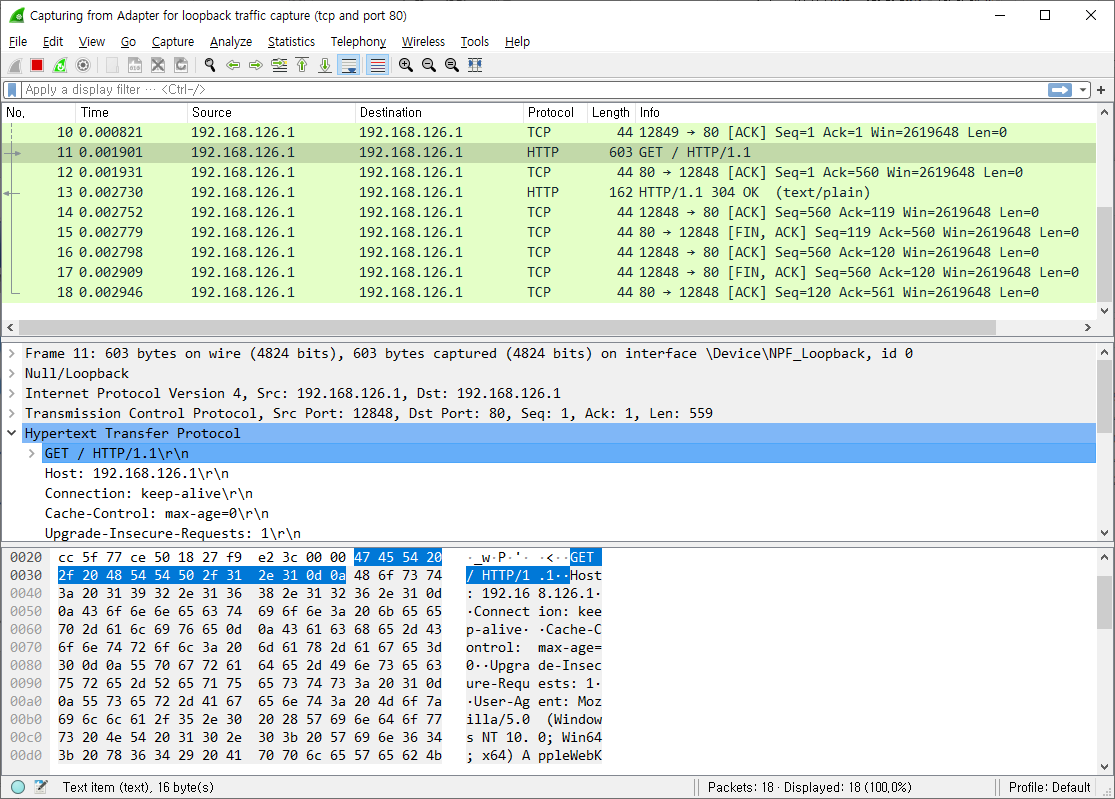 Capturing from Adapter for loopback traffic capture (tcp and port 80)
File Edit View Go Capture Analyze Statistics Telephony Wireless Tools Help
Apply a display filter ··· <Ctrl-/>
No. Time Source Destination Protocol Length Info
10 0.000821 192.168.126.1 192.168.126.1 TCP 44 12849 → 80 [ACK] Seq=1 Ack=1 Win=2619648 Len=0
11 0.001901 192.168.126.1 192.168.126.1 HTTP 603 GET / HTTP/1.1
12 0.001931 192.168.126.1 192.168.126.1 TCP 44 80 → 12848 [ACK] Seq=1 Ack=560 Win=2619648 Len=0
13 0.002730 192.168.126.1 192.168.126.1 HTTP 162 HTTP/1.1 304 OK (text/plain)
14 0.002752 192.168.126.1 192.168.126.1 TCP 44 12848 → 80 [ACK] Seq=560 Ack=119 Win=2619648 Len=0
15 0.002779 192.168.126.1 192.168.126.1 TCP 44 80 → 12848 [FIN, ACK] Seq=119 Ack=560 Win=2619648 Len=0
16 0.002798 192.168.126.1 192.168.126.1 TCP 44 12848 → 80 [ACK] Seq=560 Ack=120 Win=2619648 Len=0
17 0.002909 192.168.126.1 192.168.126.1 TCP 44 12848 → 80 [FIN, ACK] Seq=560 Ack=120 Win=2619648 Len=0
18 0.002946 192.168.126.1 192.168.126.1 TCP 44 80 → 12848 [ACK] Seq=120 Ack=561 Win=2619648 Len=0
Frame 11: 603 bytes on wire (4824 bits), 603 bytes captured (4824 bits) on interface \Device\NPF_Loopback, id 0
Null/Loopback
Internet Protocol Version 4, Src: 192.168.126.1, Dst: 192.168.126.1
Transmission Control Protocol, Src Port: 12848, Dst Port: 80, Seq: 1, Ack: 1, Len: 559
Hypertext Transfer Protocol
GET / HTTP/1.1\r\n
Host: 192.168.126.1\r\n
Connection: keep-alive\r\n
Cache-Control: max-age=0\r\n
Upgrade-Insecure-Requests: 1\r\n
0020 cc 5f 77 ce 50 18 27 f9 e2 3c 00 00 47 45 54 20 ·_w·P·'· ·<··GET
0030 2f 20 48 54 54 50 2f 31 2e 31 0d 0a 48 6f 73 74 / HTTP/1 .1··Host
0040 3a 20 31 39 32 2e 31 36 38 2e 31 32 36 2e 31 0d : 192.16 8.126.1·
0050 0a 43 6f 6e 6e 65 63 74 69 6f 6e 3a 20 6b 65 65 ·Connect ion: kee
0060 70 2d 61 6c 69 76 65 0d 0a 43 61 63 68 65 2d 43 p-alive· ·Cache-C
0070 6f 6e 74 72 6f 6c 3a 20 6d 61 78 2d 61 67 65 3d ontrol: max-age=
0080 30 0d 0a 55 70 67 72 61 64 65 2d 49 6e 73 65 63 0··Upgra de-Insec
0090 75 72 65 2d 52 65 71 75 65 73 74 73 3a 20 31 0d ure-Requ ests: 1·
00a0 0a 55 73 65 72 2d 41 67 65 6e 74 3a 20 4d 6f 7a ·User-Ag ent: Moz
00b0 69 6c 6c 61 2f 35 2e 30 20 28 57 69 6e 64 6f 77 illa/5.0 (Window
00c0 73 20 4e 54 20 31 30 2e 30 3b 20 57 69 6e 36 34 s NT 10. 0; Win64
00d0 3b 20 78 36 34 29 20 41 70 70 6c 65 57 65 62 4b ; x64) A ppleWebK
Text item (text), 16 byte(s) Packets: 18 · Displayed: 18 (100,0%) Profile: Default